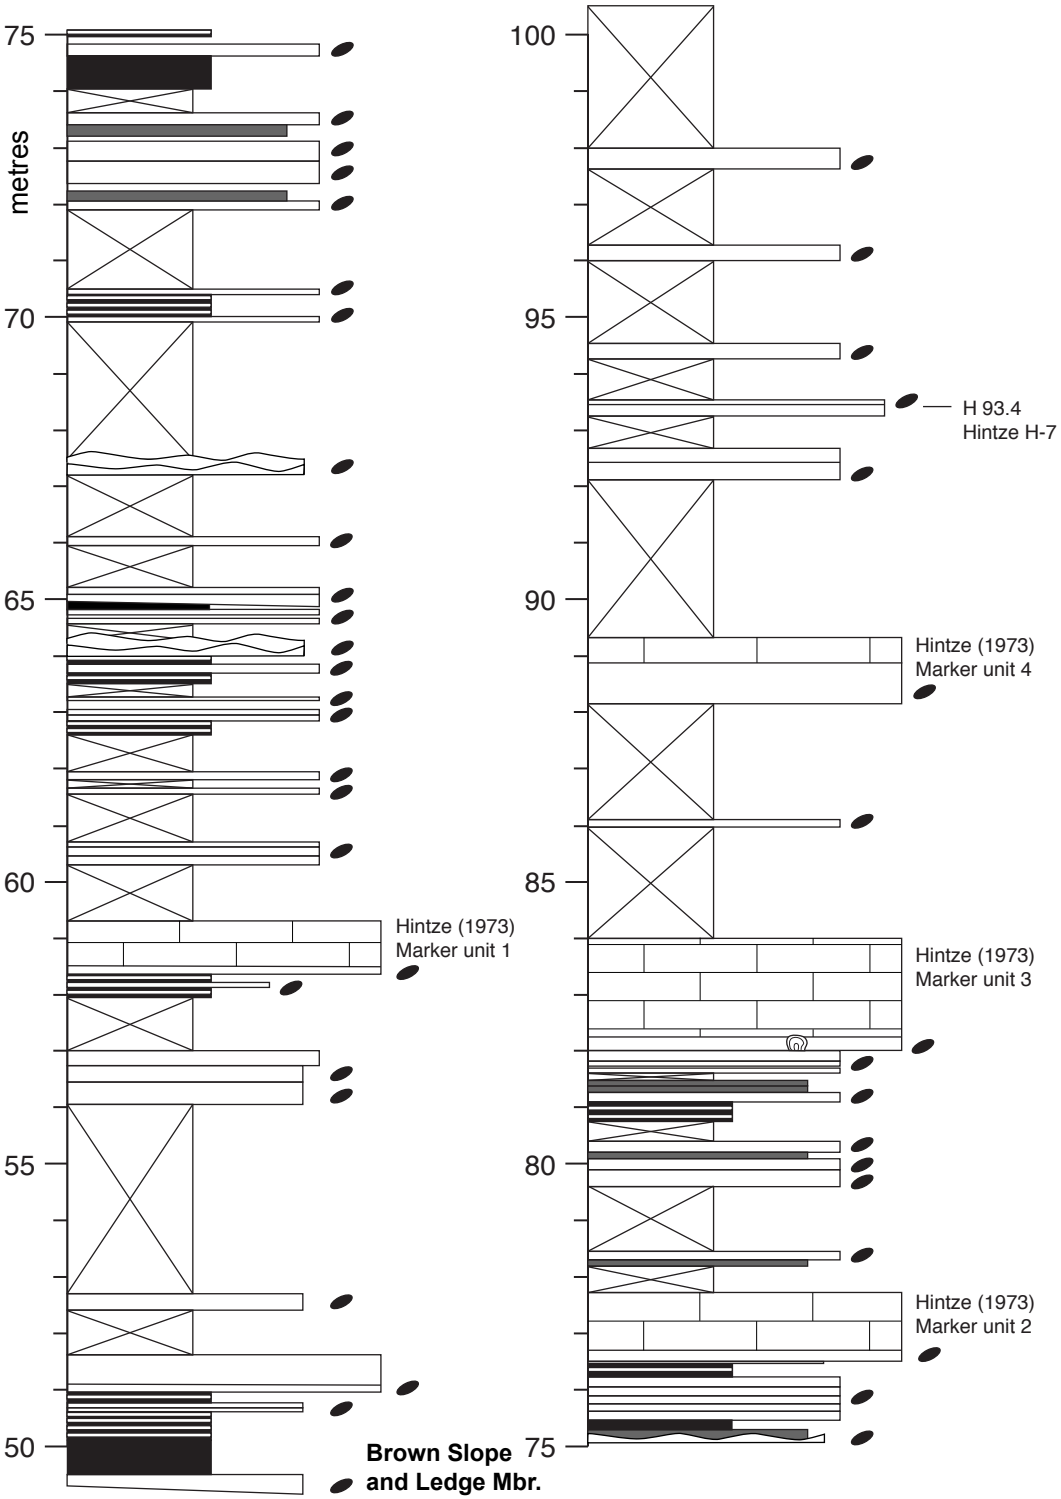 75
metres
70
65
60
Hintze (1973)
Marker unit 1
55
50
Brown Slope
and Ledge Mbr.
100
95
H 93.4
Hintze H-7
90
Hintze (1973)
Marker unit 4
85
Hintze (1973)
Marker unit 3
80
Hintze (1973)
Marker unit 2
75